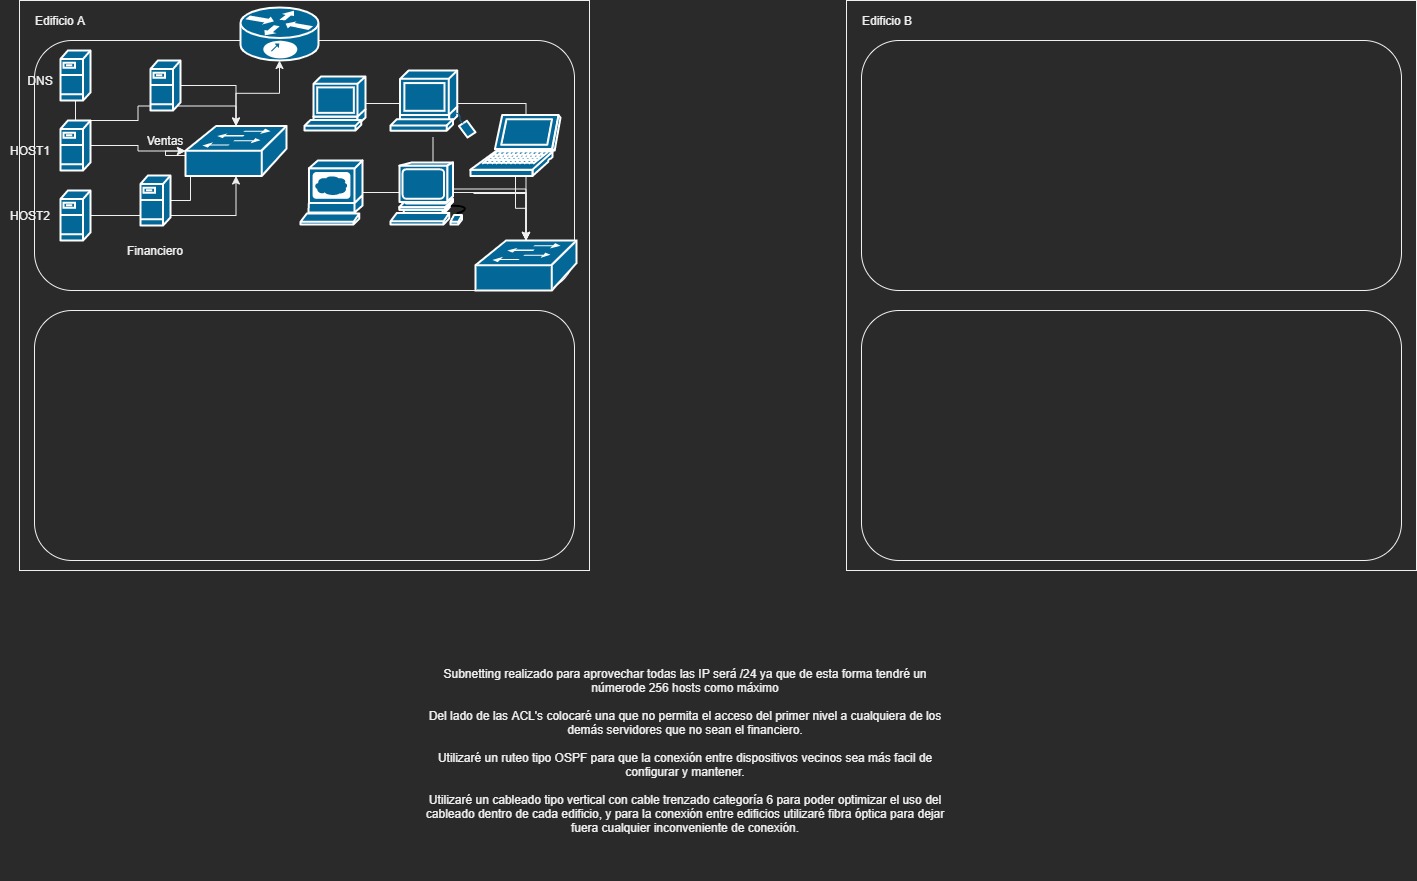 Edificio A
Edificio B
DNS
HOST1
Ventas
HOST2
Financiero
Subnetting realizado para aprovechar todas las IP será /24 ya que de esta forma tendré un
númerode 256 hosts como máximo
Del lado de las ACL's colocaré una que no permita el acceso del primer nivel a cualquiera de los
demás servidores que no sean el financiero.
Utilizaré un ruteo tipo OSPF para que la conexión entre dispositivos vecinos sea más facil de
configurar y mantener.
Utilizaré un cableado tipo vertical con cable trenzado categoría 6 para poder optimizar el uso del
cableado dentro de cada edificio, y para la conexión entre edificios utilizaré fibra óptica para dejar
fuera cualquier inconveniente de conexión.